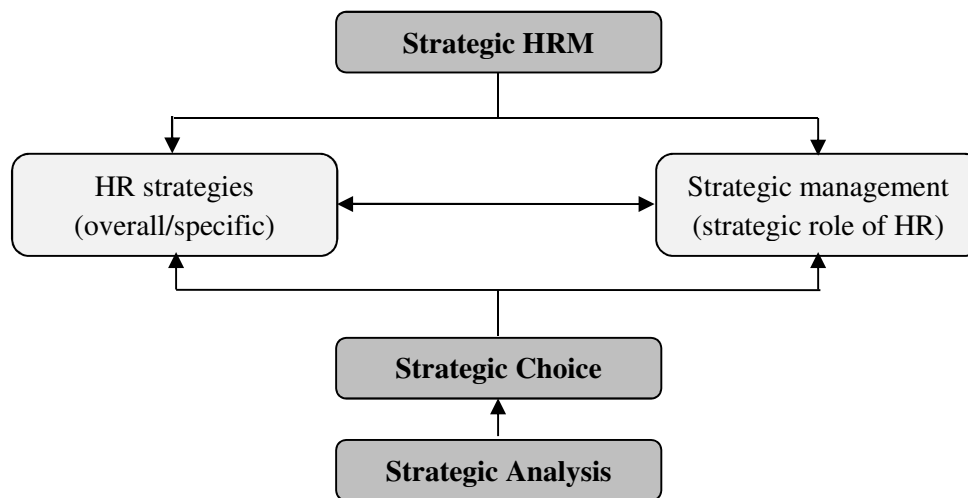 Strategic HRM
HR strategies
(overall/specific)
Strategic management
(strategic role of HR)
Strategic Choice
Strategic Analysis